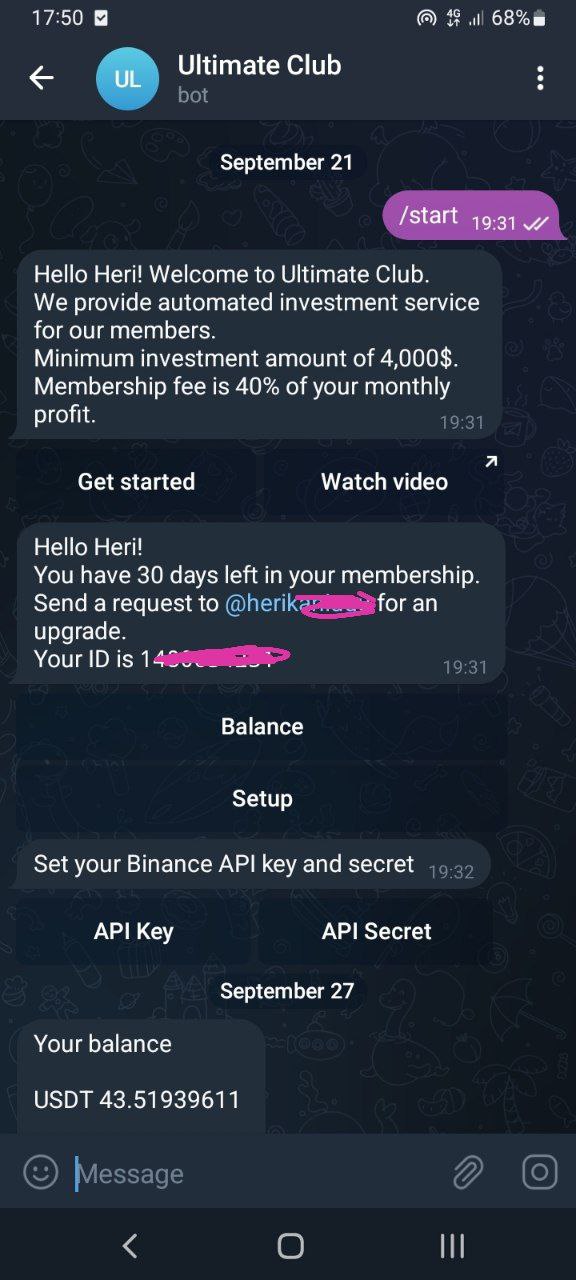 17:50
4G
68%
UL
Ultimate Club
bot
September 21
/start 19:31
Hello Heri! Welcome to Ultimate Club.
We provide automated investment service
for our members.
Minimum investment amount of 4,000$.
Membership fee is 40% of your monthly
profit.
19:31
Get started
Watch video
Hello Heri!
You have 30 days left in your membership.
Send a request to @herika for an
upgrade.
Your ID is 14
19:31
Balance
Setup
Set your Binance API key and secret 19:32
API Key
API Secret
September 27
Your balance
USDT 43.51939611
Message